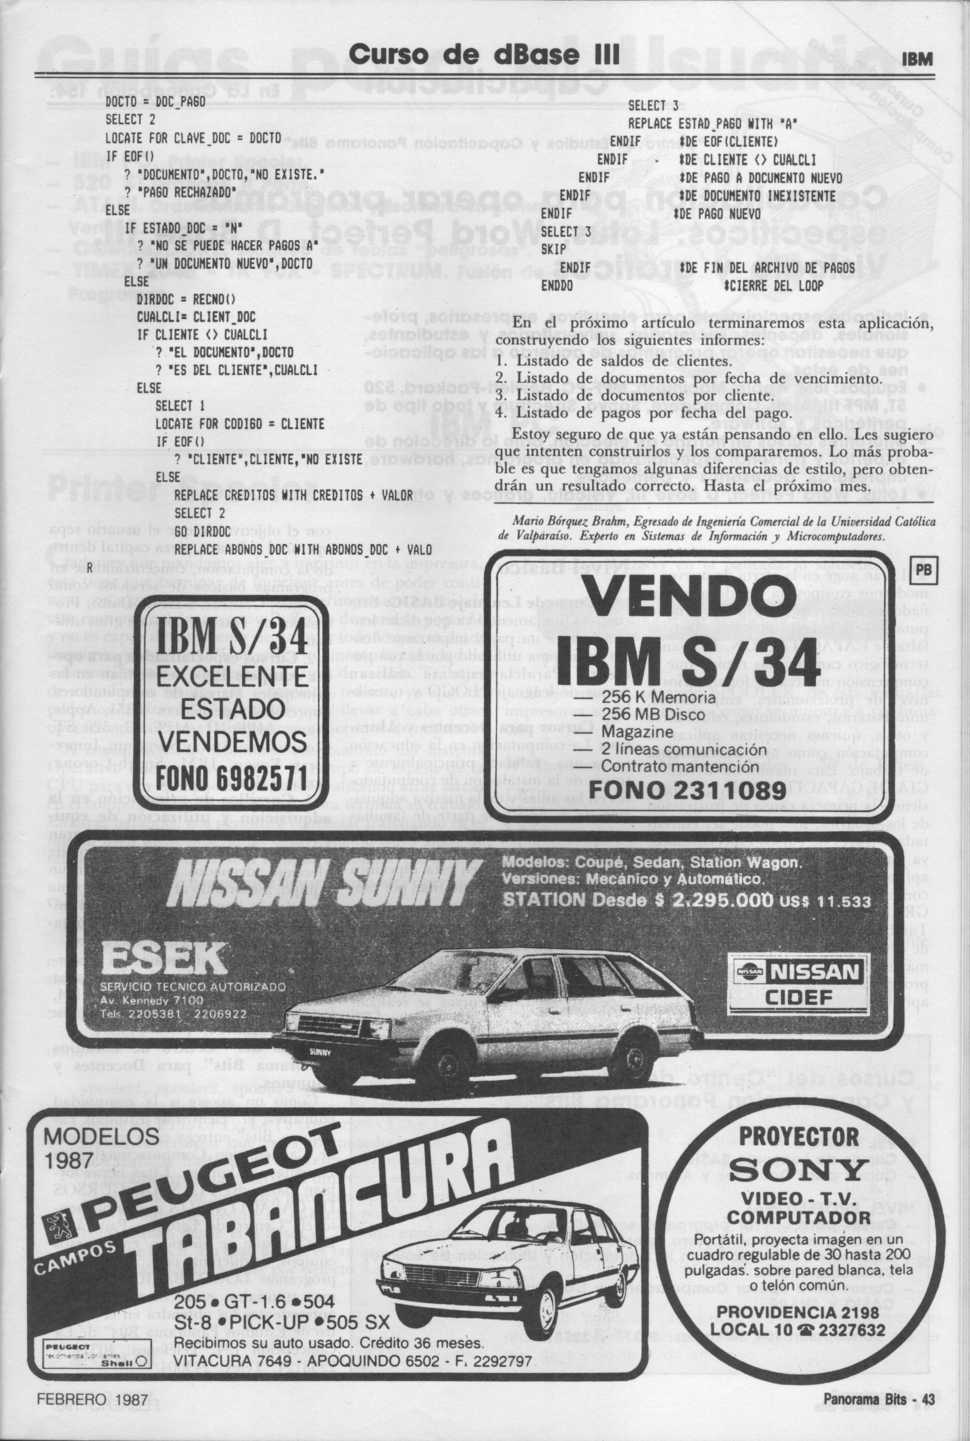 Curso de dBase III
IBM
DOCTO = DOC_PAGO
SELECT 2
LOCATE FOR CLAVE_DOC = DOCTO
IF EOF()
? "DOCUMENTO",DOCTO,"NO EXISTE."
? "PAGO RECHAZADO"
ELSE
IF ESTADO_DOC = "N"
? "NO SE PUEDE HACER PAGOS A"
? "UN DOCUMENTO NUEVO",DOCTO
ELSE
DIRDOC = RECNO()
CUALCLI= CLIENT_DOC
IF CLIENTE <> CUALCLI
? "EL DOCUMENTO",DOCTO
? "ES DEL CLIENTE",CUALCLI
ELSE
SELECT 1
LOCATE FOR CODIGO = CLIENTE
IF EOF()
? "CLIENTE",CLIENTE,"NO EXISTE
ELSE
REPLACE CREDITOS WITH CREDITOS + VALOR
SELECT 2
GO DIRDOC
REPLACE ABONOS_DOC WITH ABONOS_DOC + VALO
R
SELECT 3
REPLACE ESTAD_PAGO WITH "A"
ENDIF *DE EOF(CLIENTE)
ENDIF *DE CLIENTE <> CUALCLI
ENDIF *DE PAGO A DOCUMENTO NUEVO
ENDIF *DE DOCUMENTO INEXISTENTE
ENDIF *DE PAGO NUEVO
SELECT 3
SKIP
ENDIF *DE FIN DEL ARCHIVO DE PAGOS
ENDDO *CIERRE DEL LOOP
En el próximo artículo terminaremos esta aplicación,
construyendo los siguientes informes:
1. Listado de saldos de clientes.
2. Listado de documentos por fecha de vencimiento.
3. Listado de documentos por cliente.
4. Listado de pagos por fecha del pago.
Estoy seguro de que ya están pensando en ello. Les sugiero
que intenten construirlos y los compararemos. Lo más proba-
ble es que tengamos algunas diferencias de estilo, pero obten-
drán un resultado correcto. Hasta el próximo mes.
Mario Bórquez Brahm, Egresado de Ingeniería Comercial de la Universidad Católica
de Valparaíso. Experto en Sistemas de Información y Microcomputadores.
PB
IBM S/34
EXCELENTE
ESTADO
VENDEMOS
FONO 6982571
VENDO
IBM S/34
— 256 K Memoria
— 256 MB Disco
— Magazine
— 2 líneas comunicación
— Contrato mantención
FONO 2311089
NISSAN SUNNY
Modelos: Coupé, Sedan, Station Wagon.
Versiones: Mecánico y Automático.
STATION Desde $ 2.295.000 US$ 11.533
ESEK
SERVICIO TECNICO AUTORIZADO
Av. Kennedy 7100
Tels. 2205381 - 2206922
NISSAN
CIDEF
SUNNY
MODELOS
1987
PEUGEOT
CAMPOS
TABANCURA
205 • GT-1.6 • 504
St-8 • PICK-UP • 505 SX
Recibimos su auto usado. Crédito 36 meses.
VITACURA 7649 - APOQUINDO 6502 - F. 2292797
PEUGEOT
Shell
PROYECTOR
SONY
VIDEO - T.V.
COMPUTADOR
Portátil, proyecta imagen en un
cuadro regulable de 30 hasta 200
pulgadas. sobre pared blanca, tela
o telón común.
PROVIDENCIA 2198
LOCAL 10 ☎ 2327632
FEBRERO 1987
Panorama Bits - 43